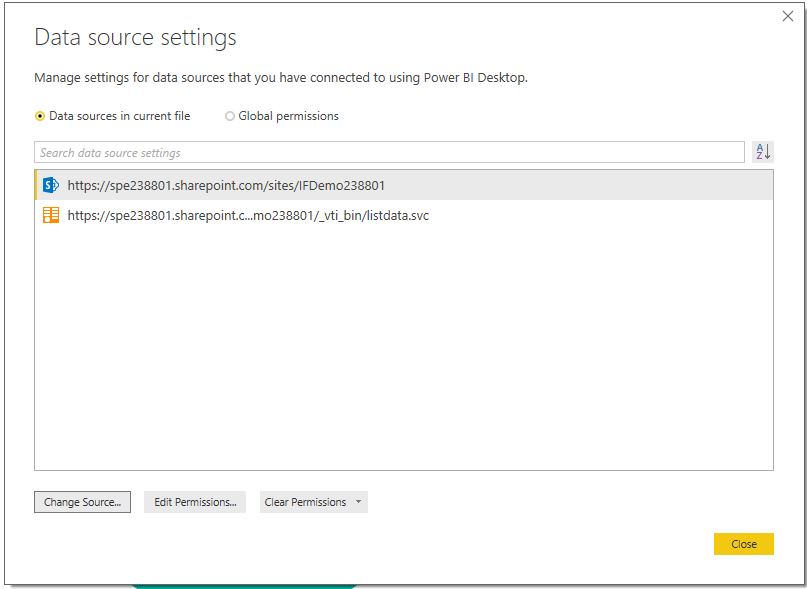 Data source settings
Manage settings for data sources that you have connected to using Power BI Desktop.
Data sources in current file
Global permissions
Search data source settings
A
Z
S
https://spe238801.sharepoint.com/sites/IFDemo238801
https://spe238801.sharepoint.c...mo238801/_vti_bin/listdata.svc
Change Source...
Edit Permissions...
Clear Permissions
Close